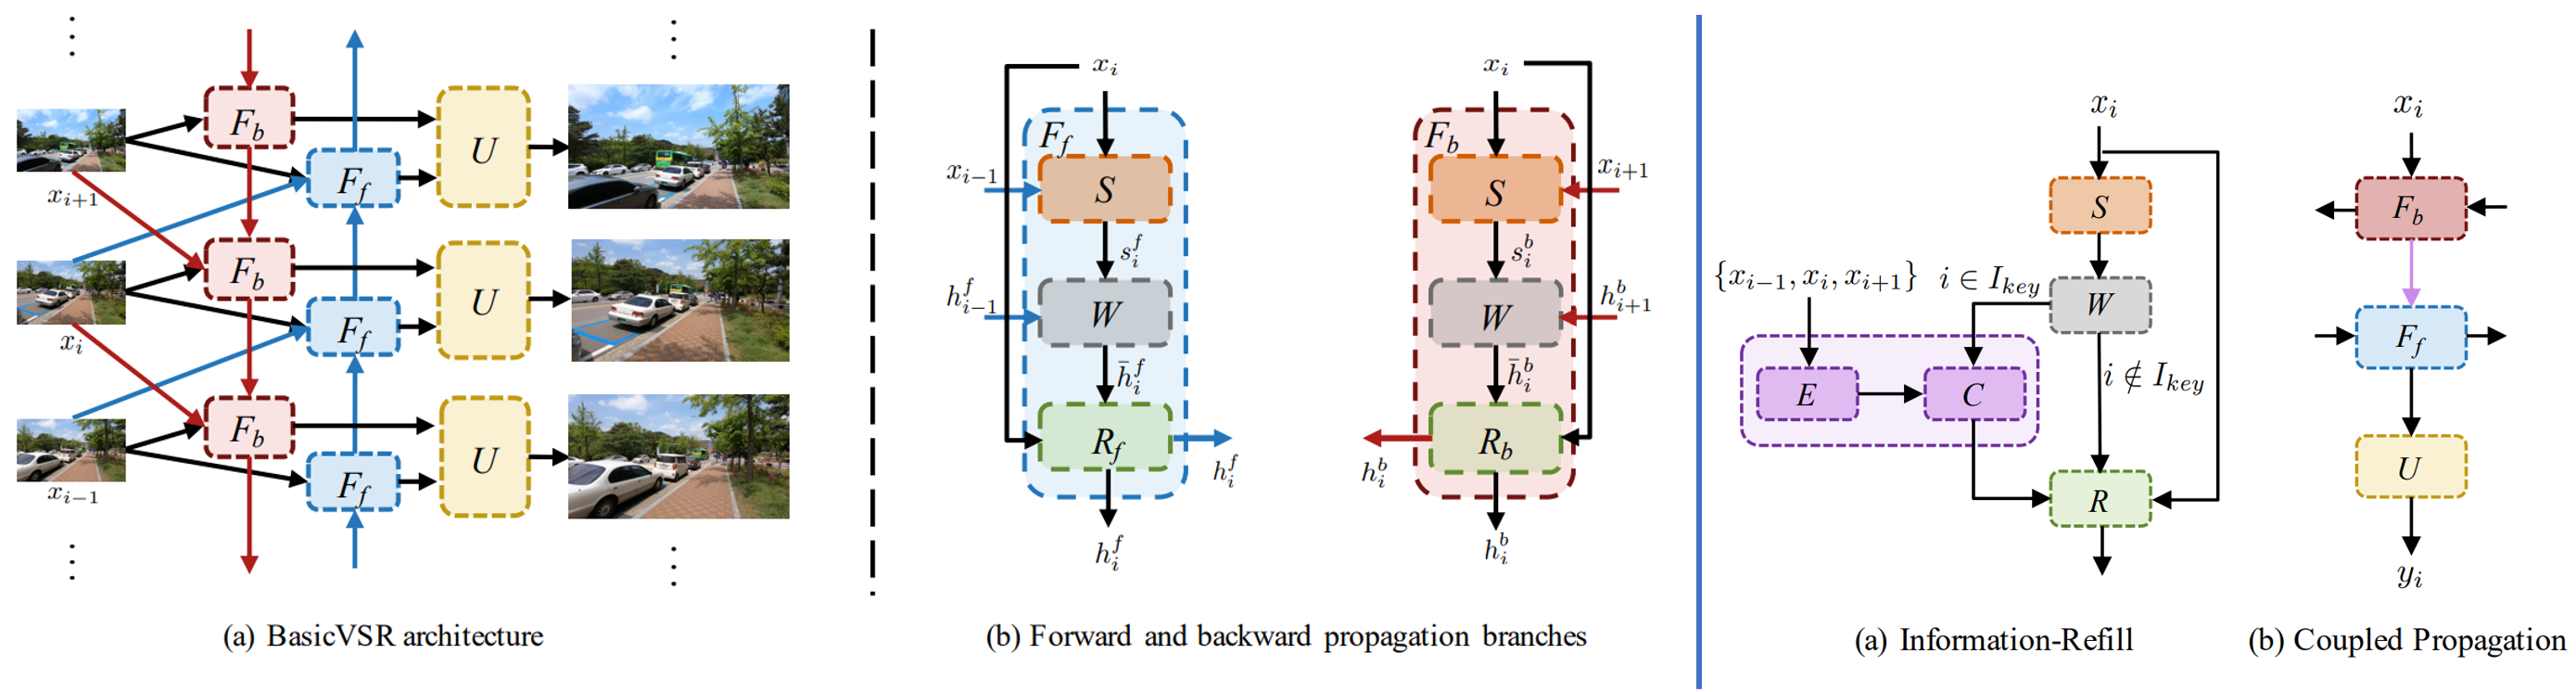 ⋮ ⋮
F_b U
x_{i+1} F_f
F_b U
x_i F_f
F_b U
x_{i-1} F_f
⋮ ⋮
(a) BasicVSR architecture
x_i
F_f
x_{i-1} S
s_i^f
h_{i-1}^f W
\bar{h}_i^f
R_f
h_i^f
h_i^f
x_i
F_b
S x_{i+1}
s_i^b
W h_{i+1}^b
\bar{h}_i^b
R_b
h_i^b
h_i^b
(b) Forward and backward propagation branches
x_i
S
{x_{i-1}, x_i, x_{i+1}} i ∈ I_{key} W
E C i ∉ I_{key}
R
(a) Information-Refill
x_i
F_b
F_f
U
y_i
(b) Coupled Propagation